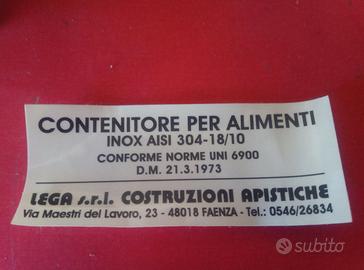 CONTENITORE PER ALIMENTI
INOX AISI 304-18/10
CONFORME NORME UNI 6900
D.M. 21.3.1973
LEGA s.r.l. COSTRUZIONI APISTICHE
Via Maestri del Lavoro, 23 - 48018 FAENZA - Tel.: 0546/26834
subito